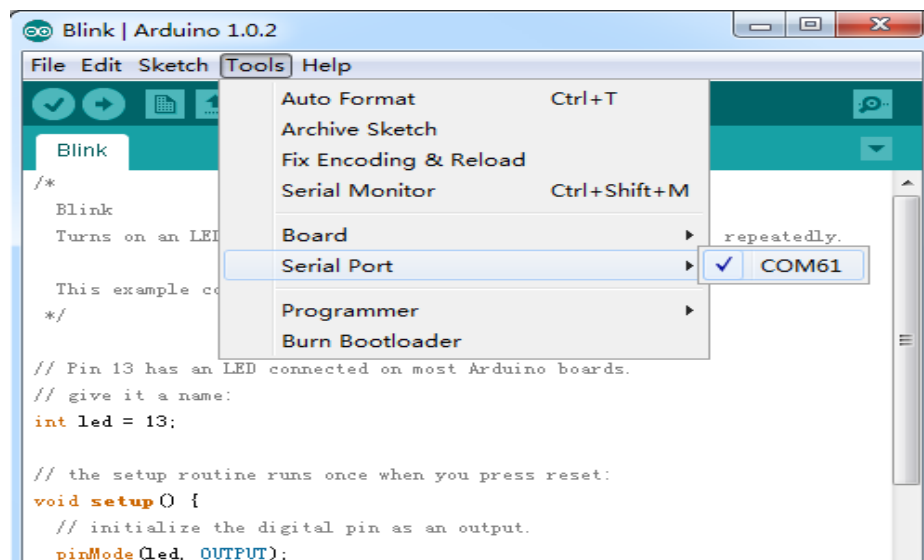 Blink | Arduino 1.0.2
File Edit Sketch Tools Help
Auto Format Ctrl+T
Archive Sketch
Fix Encoding & Reload
Serial Monitor Ctrl+Shift+M
Board
Serial Port
COM61
Programmer
Burn Bootloader
Blink
/*
Blink
Turns on an LED repeatedly.
This example
*/
// Pin 13 has an LED connected on most Arduino boards.
// give it a name:
int led = 13;
// the setup routine runs once when you press reset:
void setup() {
// initialize the digital pin as an output.
pinMode(led, OUTPUT);